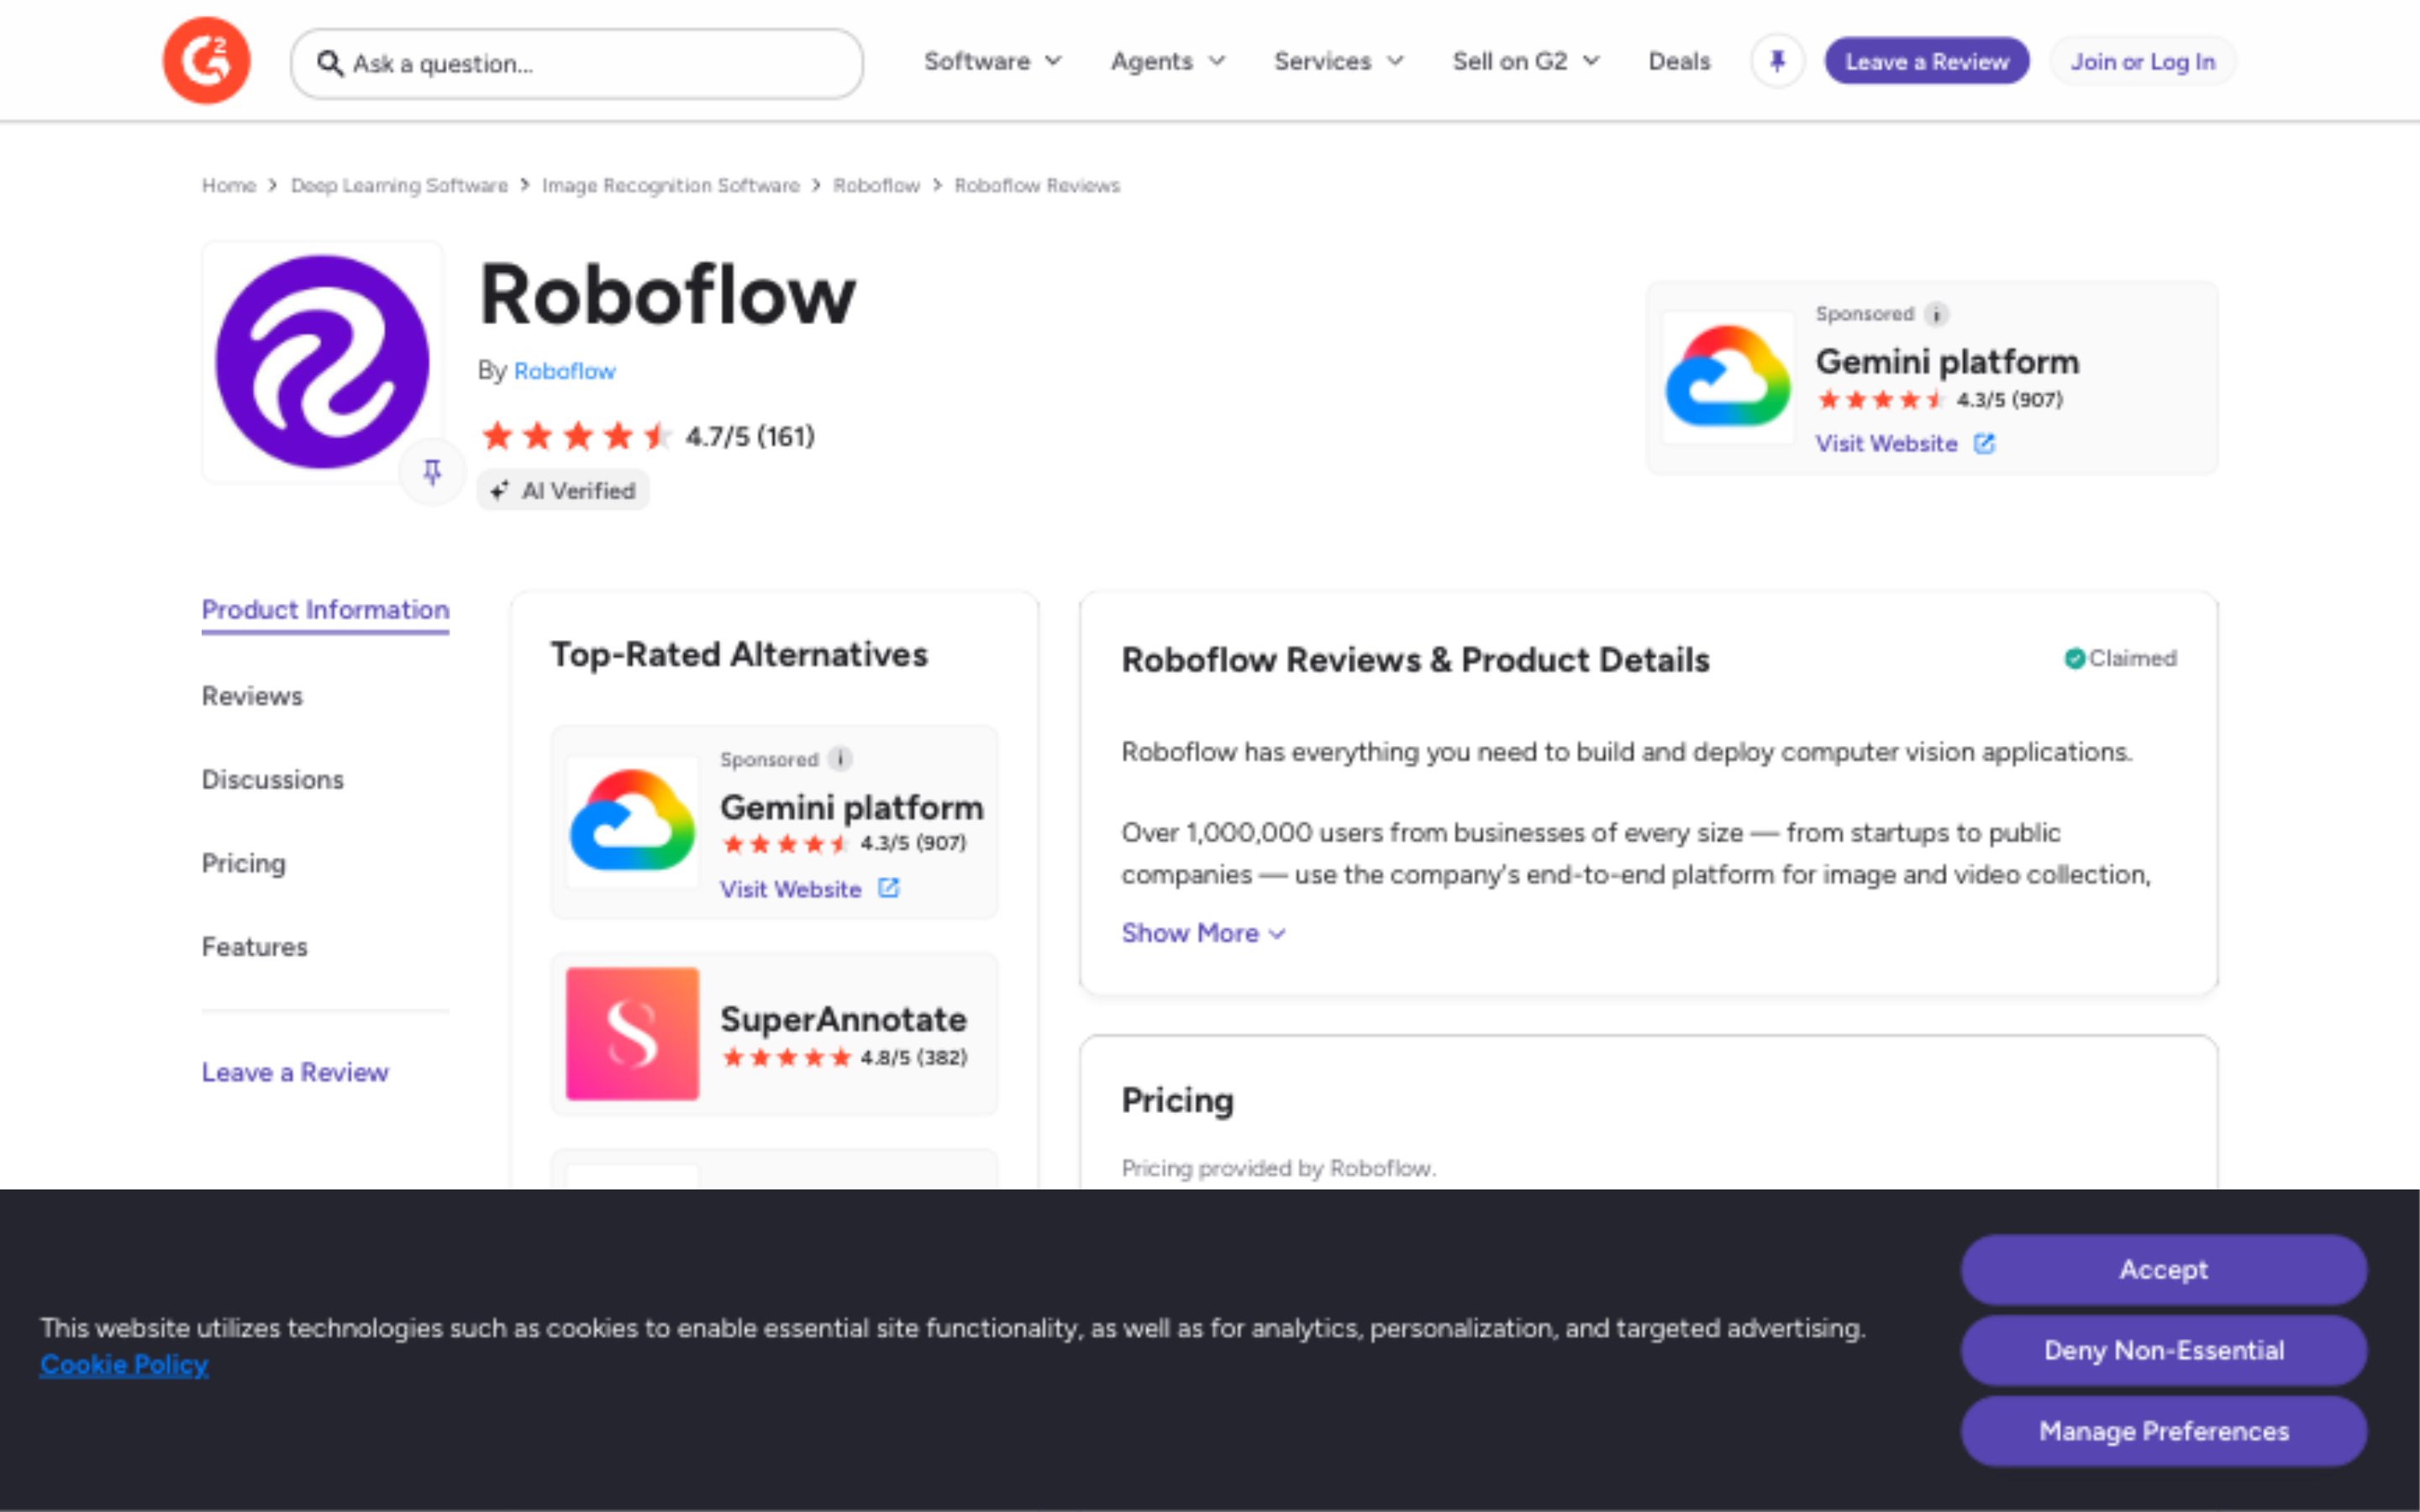 G2
Ask a question...
Software
Agents
Services
Sell on G2
Deals
Leave a Review
Join or Log In
Home > Deep Learning Software > Image Recognition Software > Roboflow > Roboflow Reviews
Roboflow
By Roboflow
4.7/5 (161)
AI Verified
Sponsored
Gemini platform
4.3/5 (907)
Visit Website
Product Information
Reviews
Discussions
Pricing
Features
Leave a Review
Top-Rated Alternatives
Sponsored
Gemini platform
4.3/5 (907)
Visit Website
SuperAnnotate
4.8/5 (382)
Roboflow Reviews & Product Details
Claimed
Roboflow has everything you need to build and deploy computer vision applications.
Over 1,000,000 users from businesses of every size — from startups to public
companies — use the company's end-to-end platform for image and video collection,
Show More
Pricing
Pricing provided by Roboflow.
This website utilizes technologies such as cookies to enable essential site functionality, as well as for analytics, personalization, and targeted advertising.
Cookie Policy
Accept
Deny Non-Essential
Manage Preferences